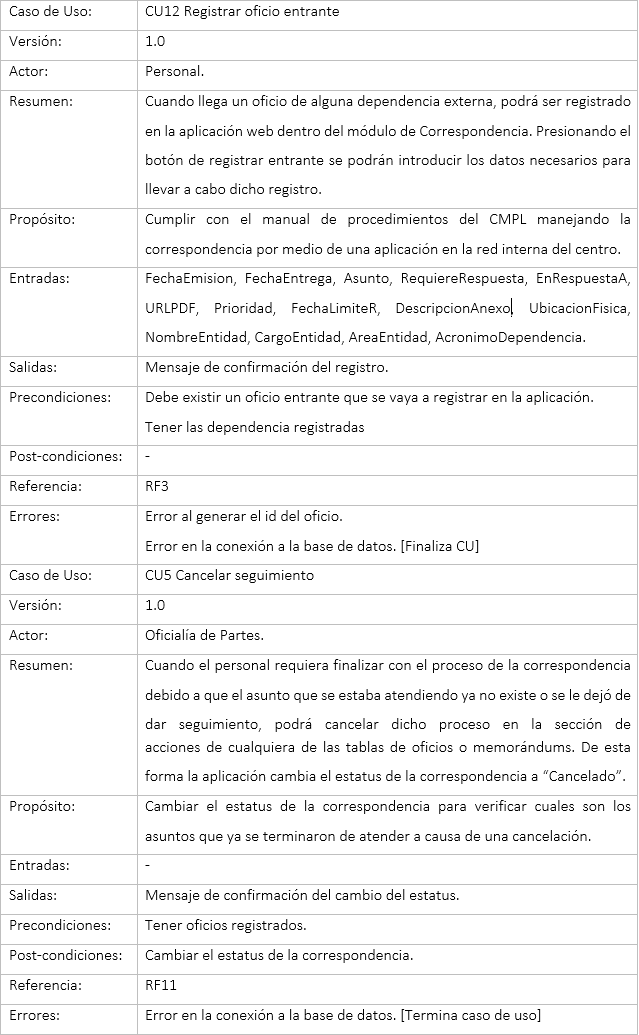 Caso de Uso: CU12 Registrar oficio entrante
Versión: 1.0
Actor: Personal.
Resumen: Cuando llega un oficio de alguna dependencia externa, podrá ser registrado
en la aplicación web dentro del módulo de Correspondencia. Presionando el
botón de registrar entrante se podrán introducir los datos necesarios para
llevar a cabo dicho registro.
Propósito: Cumplir con el manual de procedimientos del CMPL manejando la
correspondencia por medio de una aplicación en la red interna del centro.
Entradas: FechaEmision, FechaEntrega, Asunto, RequiereRespuesta, EnRespuestaA,
URLPDF, Prioridad, FechaLimiteR, DescripcionAnexo, UbicacionFisica,
NombreEntidad, CargoEntidad, AreaEntidad, AcronimoDependencia.
Salidas: Mensaje de confirmación del registro.
Precondiciones: Debe existir un oficio entrante que se vaya a registrar en la aplicación.
Tener las dependencia registradas
Post-condiciones: -
Referencia: RF3
Errores: Error al generar el id del oficio.
Error en la conexión a la base de datos. [Finaliza CU]
Caso de Uso: CU5 Cancelar seguimiento
Versión: 1.0
Actor: Oficialía de Partes.
Resumen: Cuando el personal requiera finalizar con el proceso de la correspondencia
debido a que el asunto que se estaba atendiendo ya no existe o se le dejó de
dar seguimiento, podrá cancelar dicho proceso en la sección de
acciones de cualquiera de las tablas de oficios o memorándums. De esta
forma la aplicación cambia el estatus de la correspondencia a “Cancelado”.
Propósito: Cambiar el estatus de la correspondencia para verificar cuales son los
asuntos que ya se terminaron de atender a causa de una cancelación.
Entradas: -
Salidas: Mensaje de confirmación del cambio del estatus.
Precondiciones: Tener oficios registrados.
Post-condiciones: Cambiar el estatus de la correspondencia.
Referencia: RF11
Errores: Error en la conexión a la base de datos. [Termina caso de uso]